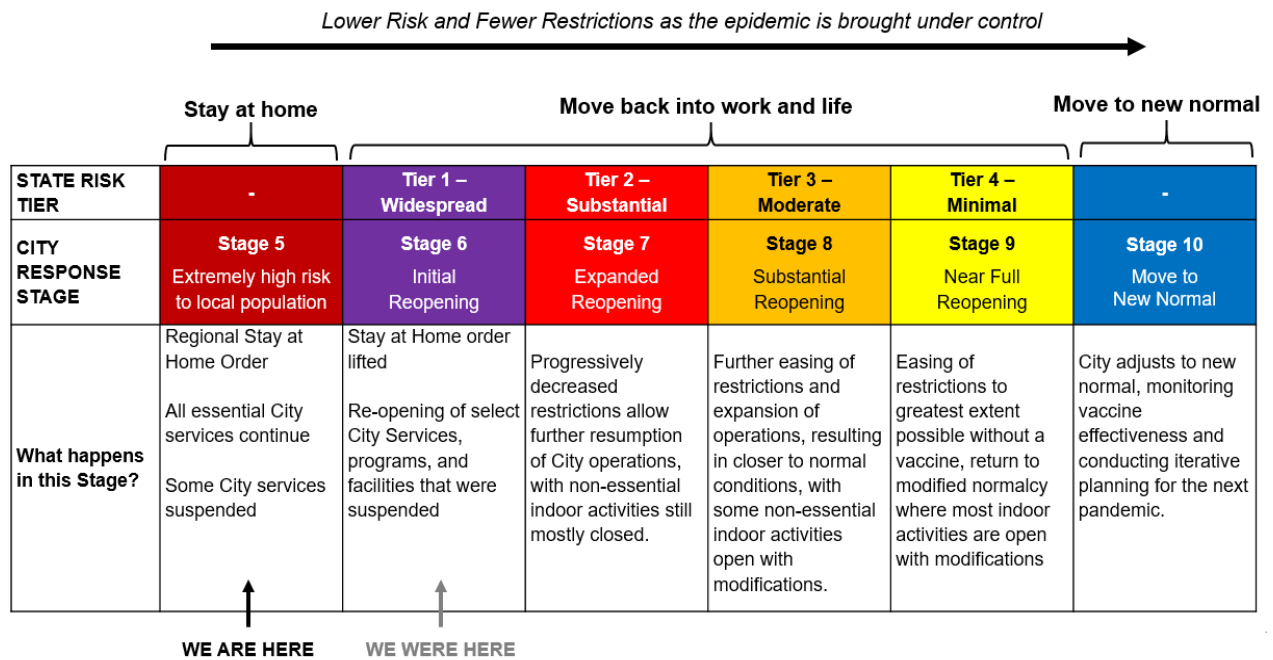 Lower Risk and Fewer Restrictions as the epidemic is brought under control
Stay at home
Move back into work and life
Move to new normal
STATE RISK
TIER
-
Tier 1 –
Widespread
Tier 2 –
Substantial
Tier 3 –
Moderate
Tier 4 –
Minimal
-
CITY
RESPONSE
STAGE
Stage 5
Extremely high risk
to local population
Stage 6
Initial
Reopening
Stage 7
Expanded
Reopening
Stage 8
Substantial
Reopening
Stage 9
Near Full
Reopening
Stage 10
Move to
New Normal
What happens
in this Stage?
Regional Stay at
Home Order
All essential City
services continue
Some City services
suspended
Stay at Home order
lifted
Re-opening of select
City Services,
programs, and
facilities that were
suspended
Progressively
decreased
restrictions allow
further resumption
of City operations,
with non-essential
indoor activities still
mostly closed.
Further easing of
restrictions and
expansion of
operations, resulting
in closer to normal
conditions, with
some non-essential
indoor activities
open with
modifications.
Easing of
restrictions to
greatest extent
possible without a
vaccine, return to
modified normalcy
where most indoor
activities are open
with modifications
City adjusts to new
normal, monitoring
vaccine
effectiveness and
conducting iterative
planning for the next
pandemic.
WE ARE HERE
WE WERE HERE